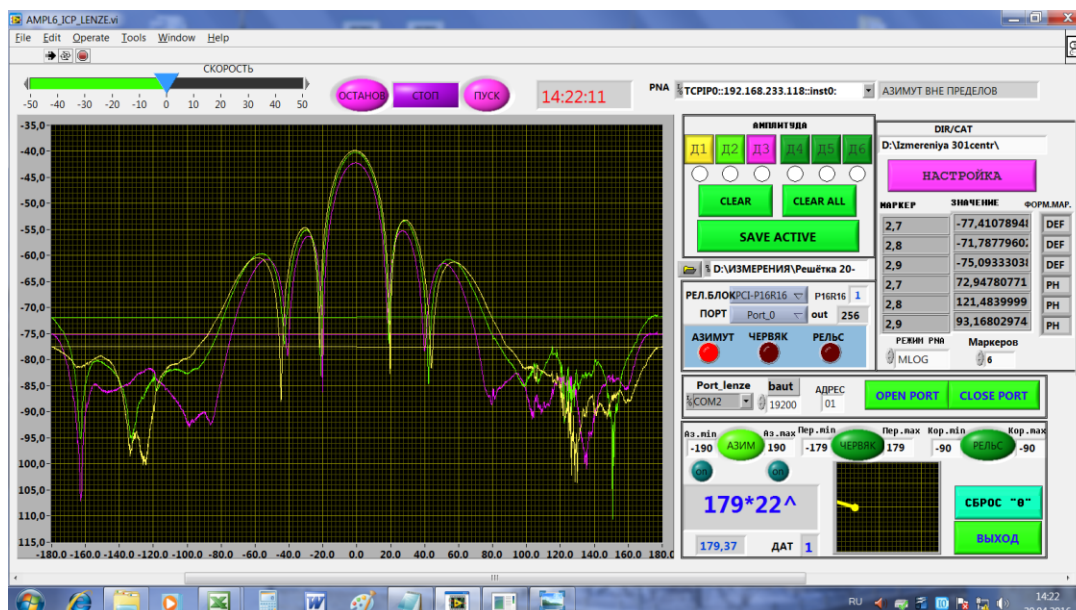 AMPL6_ICP_LENZE.vi
File Edit Operate Tools Window Help
СКОРОСТЬ
-50 -40 -30 -20 -10 0 10 20 30 40 50
ОСТАНОВ СТОП ПУСК
14:22:11
PNA TCPIP0::192.168.233.118::inst0:
АЗИМУТ ВНЕ ПРЕДЕЛОВ
-35,0
-40,0
-45,0
-50,0
-55,0
-60,0
-65,0
-70,0
-75,0
-80,0
-85,0
-90,0
-95,0
100,0
105,0
110,0
115,0
-180.0 -160.0 -140.0 -120.0 -100.0 -80.0 -60.0 -40.0 -20.0 0.0 20.0 40.0 60.0 80.0 100.0 120.0 140.0 160.0 180.0
АМПЛИТУДА
Д1 Д2 Д3 Д4 Д5 Д6
CLEAR CLEAR ALL
SAVE ACTIVE
D:\ИЗМЕРЕНИЯ\Решётка 20-
DIR/CAT
D:\Izmereniya 301centr\
НАСТРОЙКА
МАРКЕР ЗНАЧЕНИЕ ФОРМ.МАР.
2,7 -77,4107894 DEF
2,8 -71,7877960 DEF
2,9 -75,0933303 DEF
2,7 72,94780771 PH
2,8 121,4839999 PH
2,9 93,16802974 PH
РЕЖИМ PNA Маркеров
MLOG 6
РЕЛ.БЛОК PCI-P16R16 P16R16 1
ПОРТ Port_0 out 256
АЗИМУТ ЧЕРВЯК РЕЛЬС
Port_lenze baut АДРЕС
COM2 19200 01
OPEN PORT CLOSE PORT
Аз.min Аз.max Пер.min Пер.max Кор.min Кор.max
-190 АЗИМ 190 -179 ЧЕРВЯК 179 -90 РЕЛЬС -90
on on
179*22^
179,37 ДАТ 1
СБРОС "0"
ВЫХОД
RU 14:22